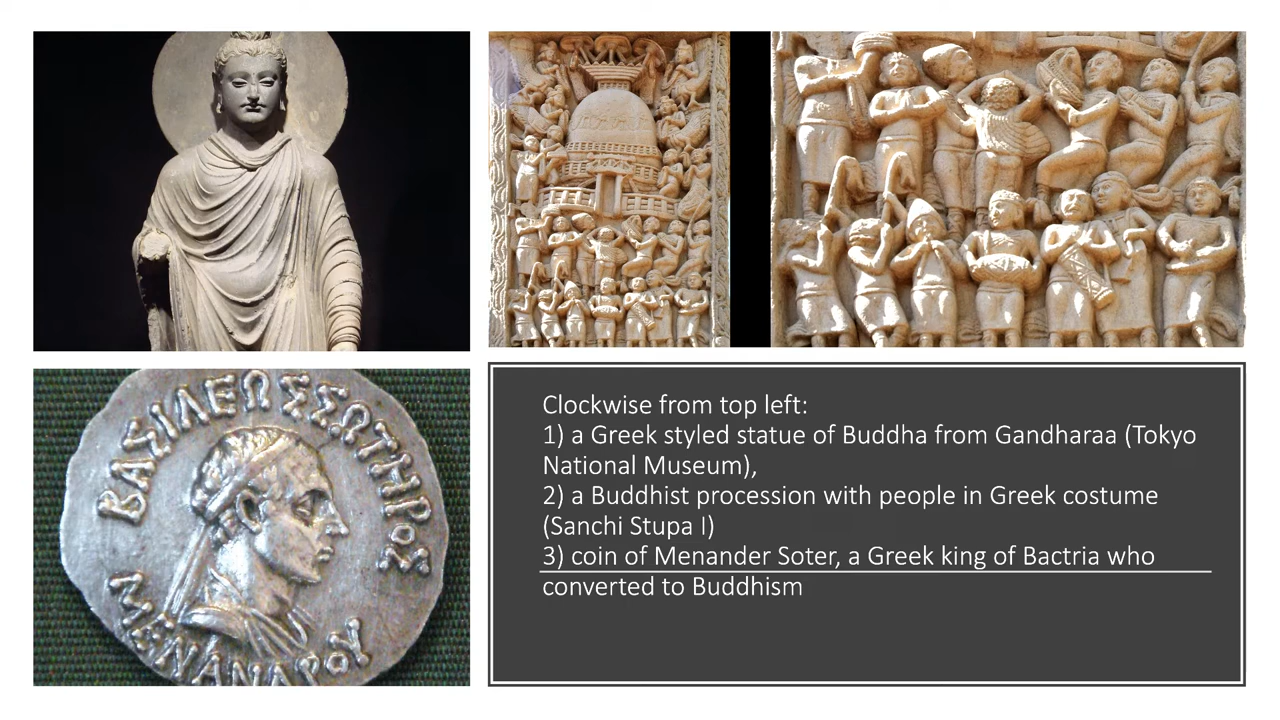 Clockwise from top left:
1) a Greek styled statue of Buddha from Gandharaa (Tokyo
National Museum),
2) a Buddhist procession with people in Greek costume
(Sanchi Stupa I)
3) coin of Menander Soter, a Greek king of Bactria who
converted to Buddhism
ΒΑΣΙΛΕΩΣ ΣΩΤΗΡΟΣ
ΜΕΝΑΝΔΡΟΥ